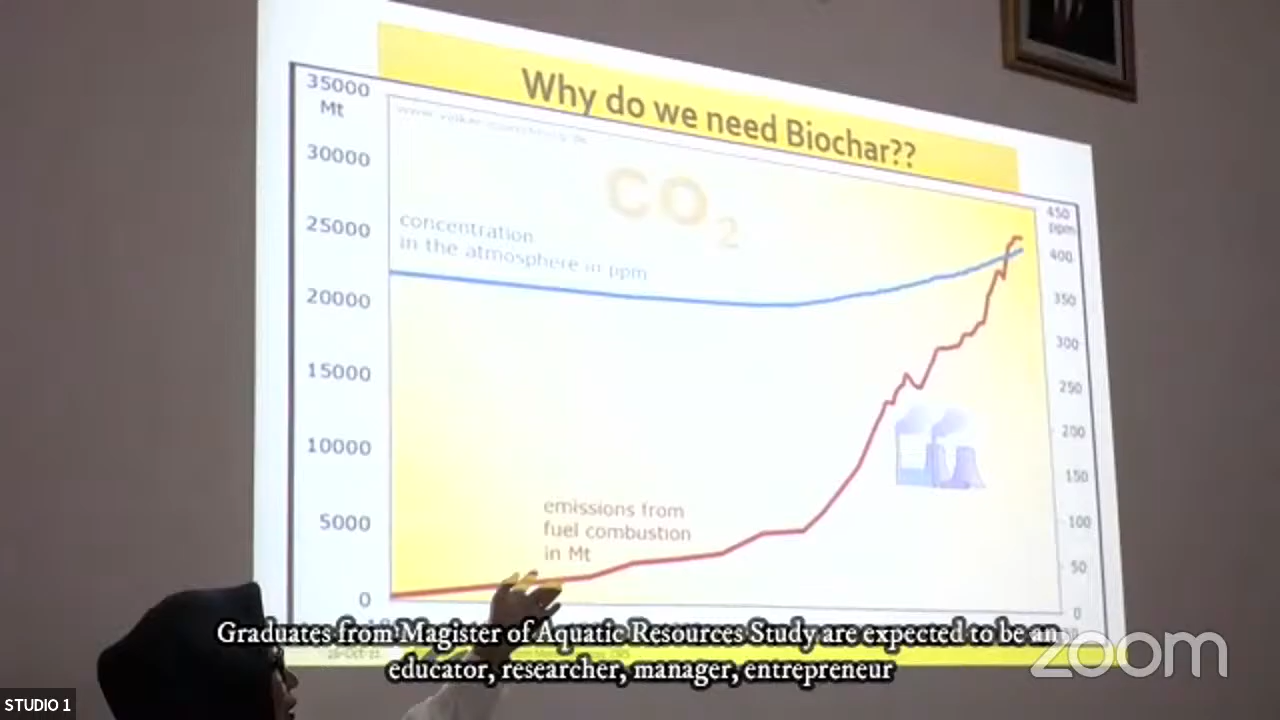 Why do we need Biochar??
35000
Mt
30000
25000
20000
15000
10000
5000
0
CO2
concentration
in the atmosphere in ppm
emissions from
fuel combustion
in Mt
450
ppm
400
350
300
250
200
150
100
50
0
Graduates from Magister of Aquatic Resources Study are expected to be an
educator, researcher, manager, entrepreneur
zoom
STUDIO 1